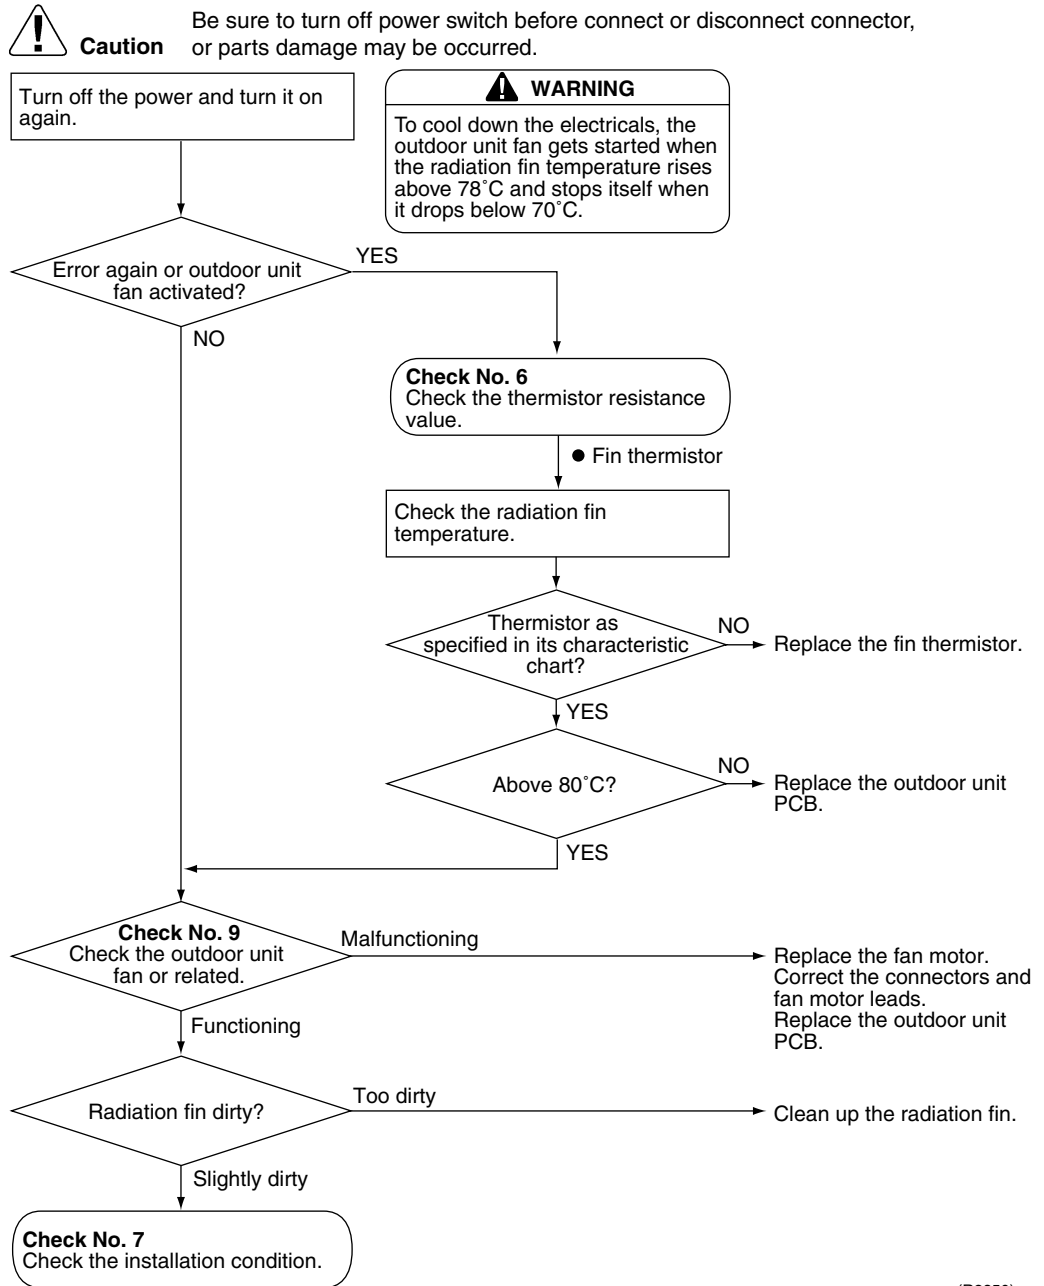 Be sure to turn off power switch before connect or disconnect connector,
Caution or parts damage may be occurred.
Turn off the power and turn it on
again.
WARNING
To cool down the electricals, the
outdoor unit fan gets started when
the radiation fin temperature rises
above 78˚C and stops itself when
it drops below 70˚C.
Error again or outdoor unit
fan activated?
YES
NO
Check No. 6
Check the thermistor resistance
value.
● Fin thermistor
Check the radiation fin
temperature.
Thermistor as
specified in its characteristic
chart?
NO
Replace the fin thermistor.
YES
Above 80˚C?
NO
Replace the outdoor unit
PCB.
YES
Check No. 9
Check the outdoor unit
fan or related.
Malfunctioning
Replace the fan motor.
Correct the connectors and
fan motor leads.
Replace the outdoor unit
PCB.
Functioning
Radiation fin dirty?
Too dirty
Clean up the radiation fin.
Slightly dirty
Check No. 7
Check the installation condition.